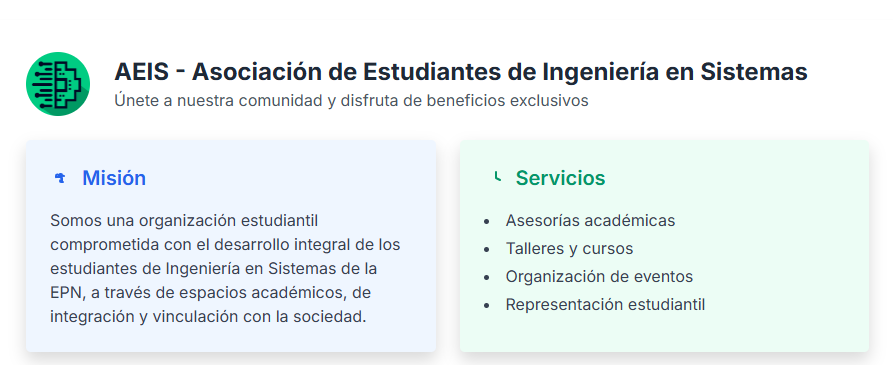 AEIS - Asociación de Estudiantes de Ingeniería en Sistemas
Únete a nuestra comunidad y disfruta de beneficios exclusivos
Misión
Somos una organización estudiantil
comprometida con el desarrollo integral de los
estudiantes de Ingeniería en Sistemas de la
EPN, a través de espacios académicos, de
integración y vinculación con la sociedad.
Servicios
• Asesorías académicas
• Talleres y cursos
• Organización de eventos
• Representación estudiantil